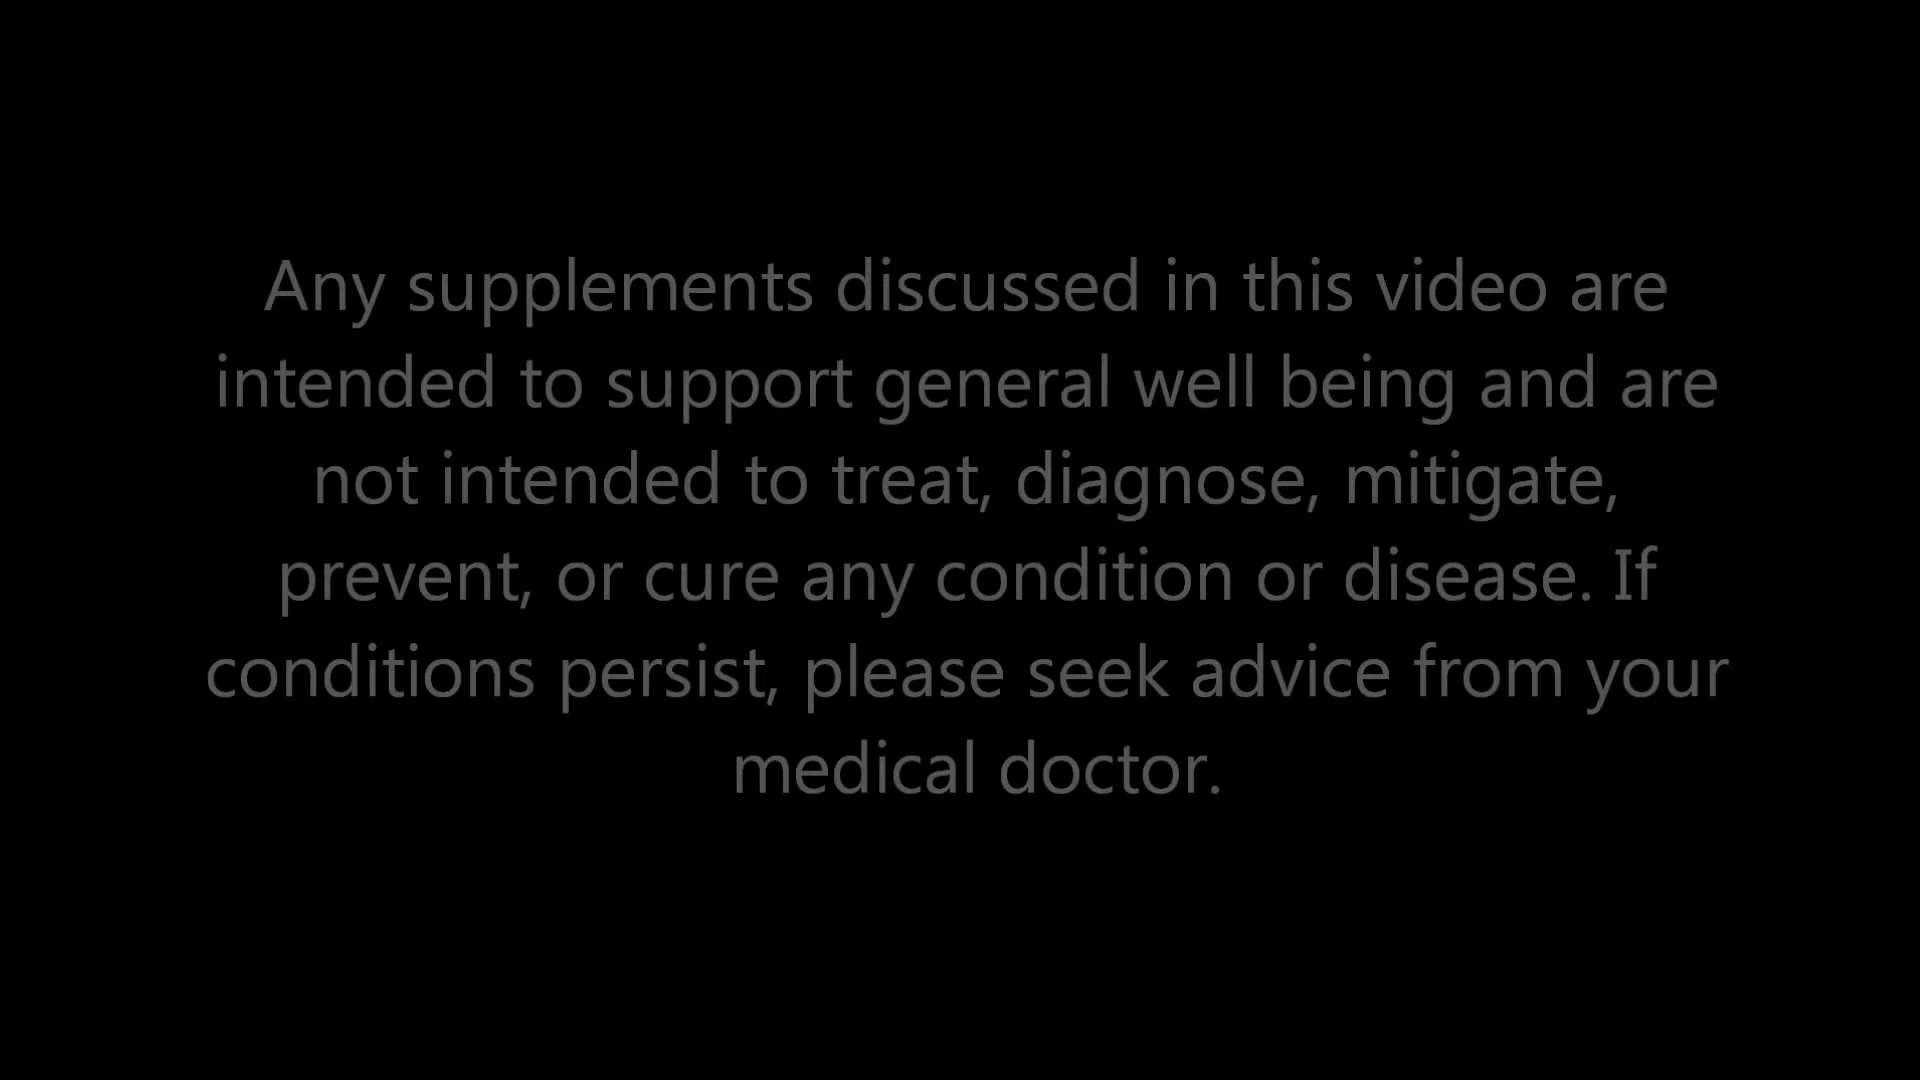 Any supplements discussed in this video are
intended to support general well being and are
not intended to treat, diagnose, mitigate,
prevent, or cure any condition or disease. If
conditions persist, please seek advice from your
medical doctor.